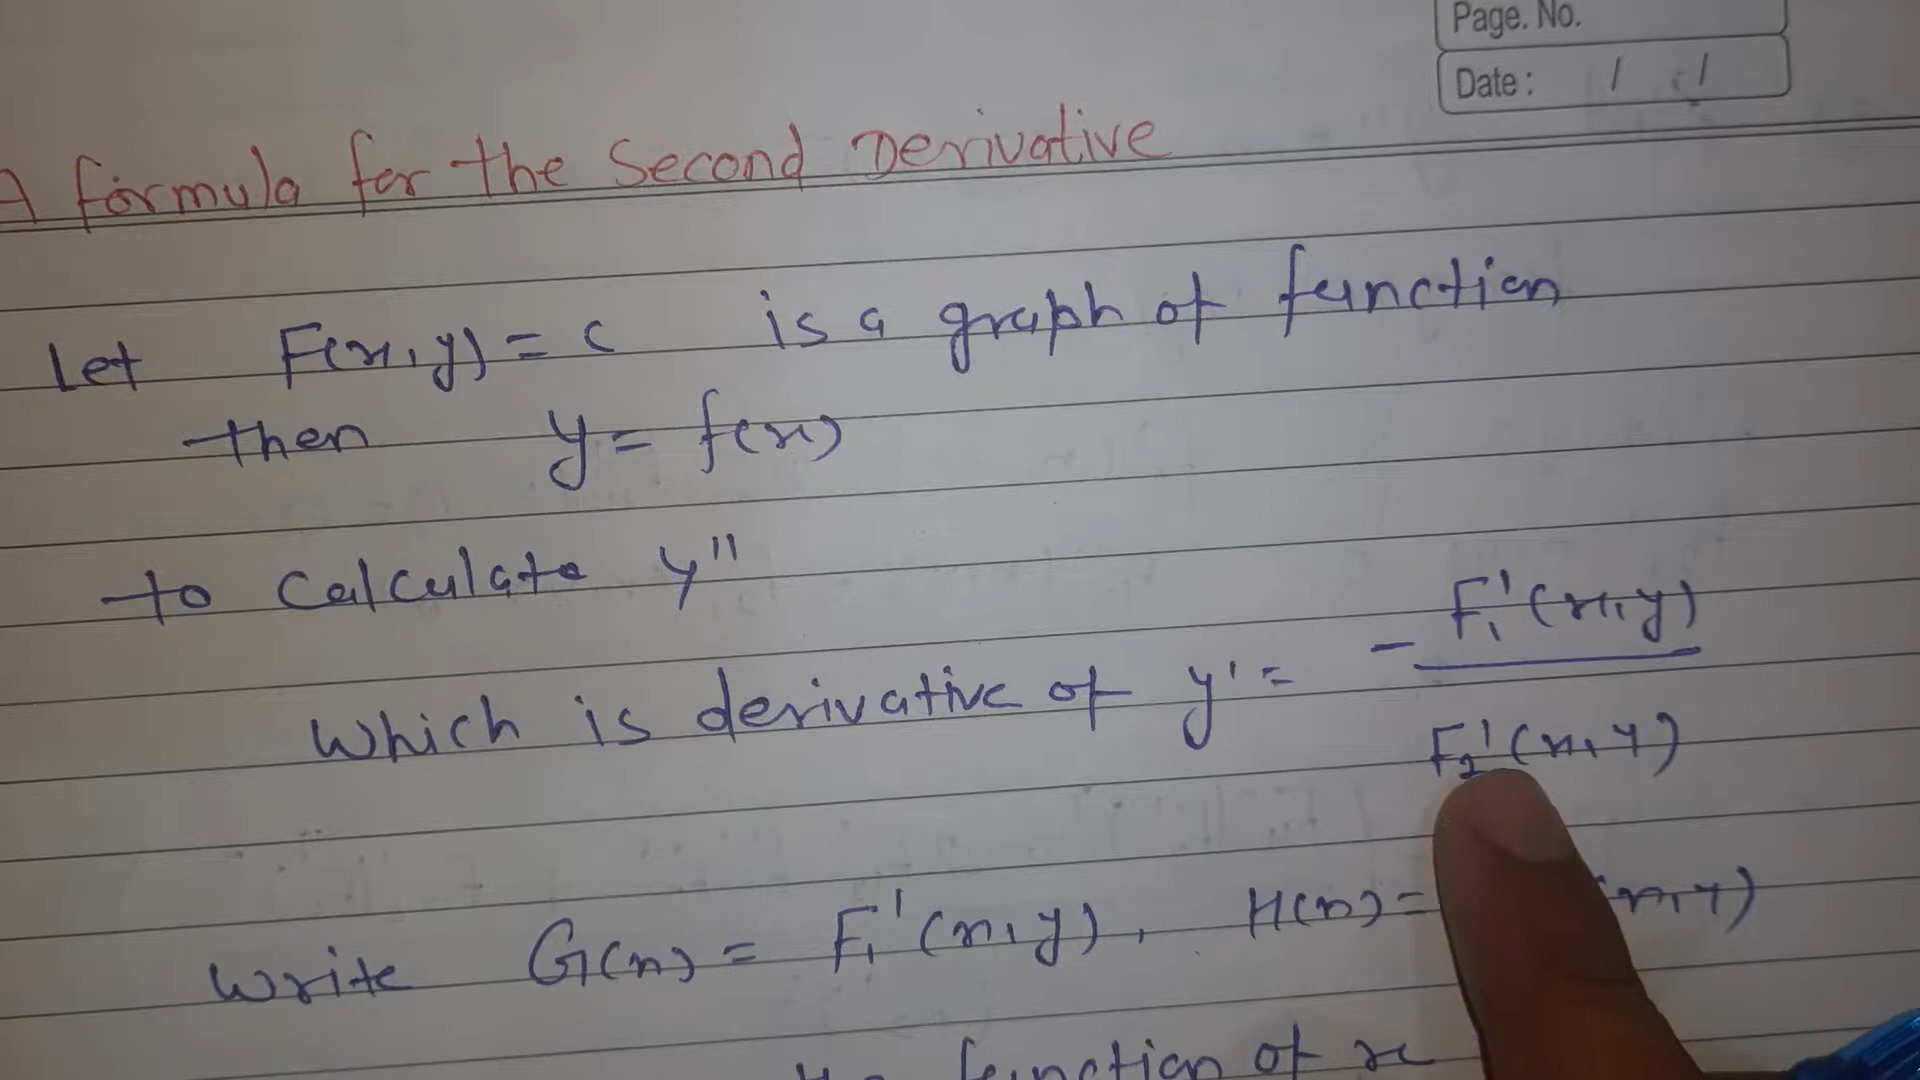 Page. No.
Date: / /
A formula for the Second Derivative
Let F(x,y) = c is a graph of function
then y = f(x)
to calculate y''
Which is derivative of y' = - F₁'(x,y)
F₂'(x,y)
Write G(x) = F₁'(x,y), H(x) = (x,y)
function of x